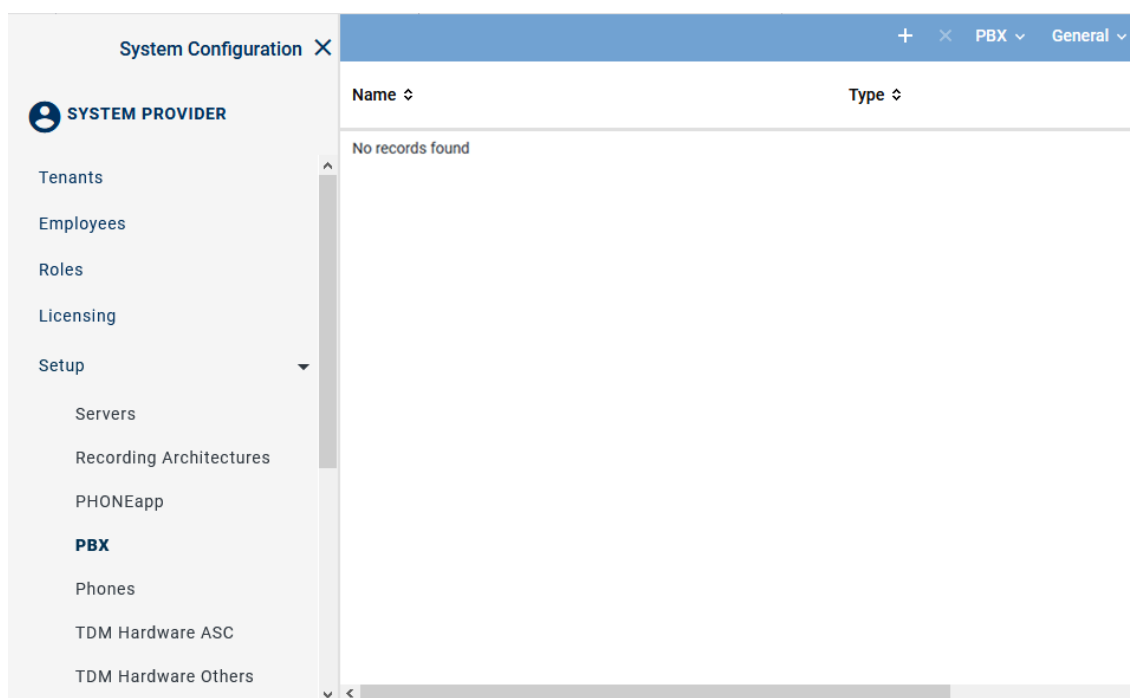 System Configuration
SYSTEM PROVIDER
Tenants
Employees
Roles
Licensing
Setup
Servers
Recording Architectures
PHONEapp
PBX
Phones
TDM Hardware ASC
TDM Hardware Others
PBX General
Name Type
No records found